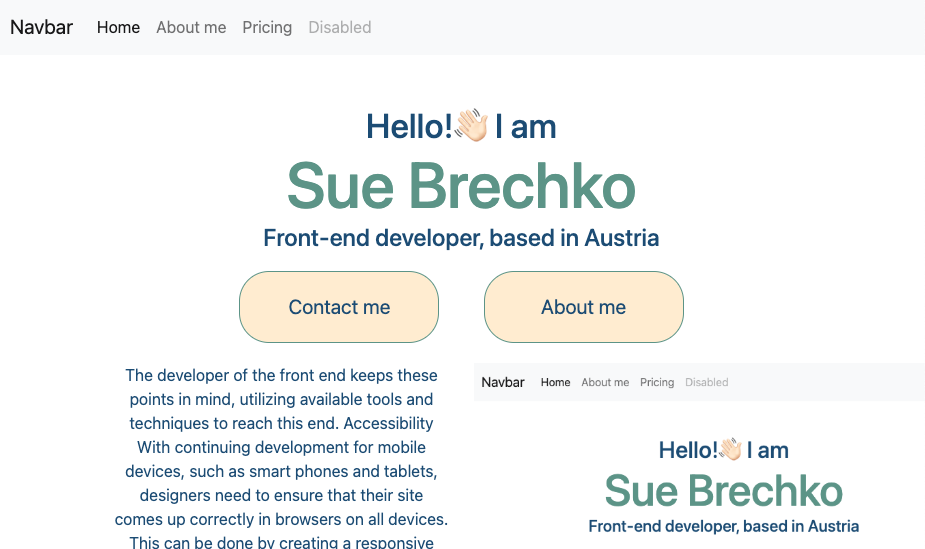 Navbar Home About me Pricing Disabled
Hello!👋🏻 I am
Sue Brechko
Front-end developer, based in Austria
Contact me About me
The developer of the front end keeps these
points in mind, utilizing available tools and
techniques to reach this end. Accessibility
With continuing development for mobile
devices, such as smart phones and tablets,
designers need to ensure that their site
comes up correctly in browsers on all devices.
This can be done by creating a responsive
Navbar Home About me Pricing Disabled
Hello!👋🏻 I am
Sue Brechko
Front-end developer, based in Austria